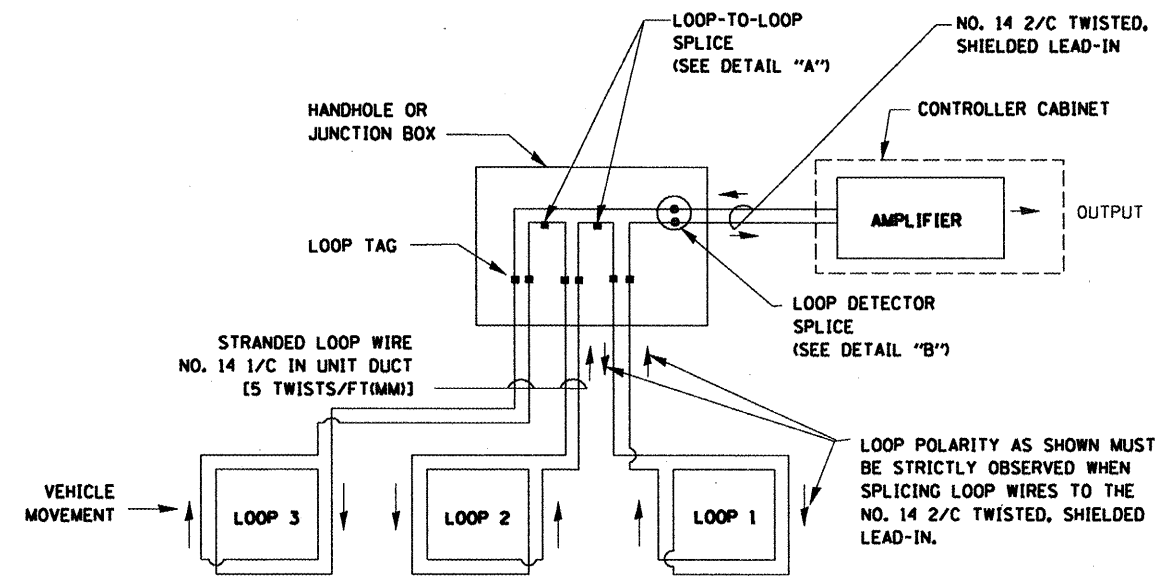 LOOP-TO-LOOP
SPLICE
(SEE DETAIL "A")
NO. 14 2/C TWISTED,
SHIELDED LEAD-IN
HANDHOLE OR
JUNCTION BOX
CONTROLLER CABINET
AMPLIFIER
OUTPUT
LOOP TAG
LOOP DETECTOR
SPLICE
(SEE DETAIL "B")
STRANDED LOOP WIRE
NO. 14 1/C IN UNIT DUCT
[5 TWISTS/FT(MM)]
LOOP POLARITY AS SHOWN MUST
BE STRICTLY OBSERVED WHEN
SPLICING LOOP WIRES TO THE
NO. 14 2/C TWISTED, SHIELDED
LEAD-IN.
VEHICLE
MOVEMENT
LOOP 3
LOOP 2
LOOP 1